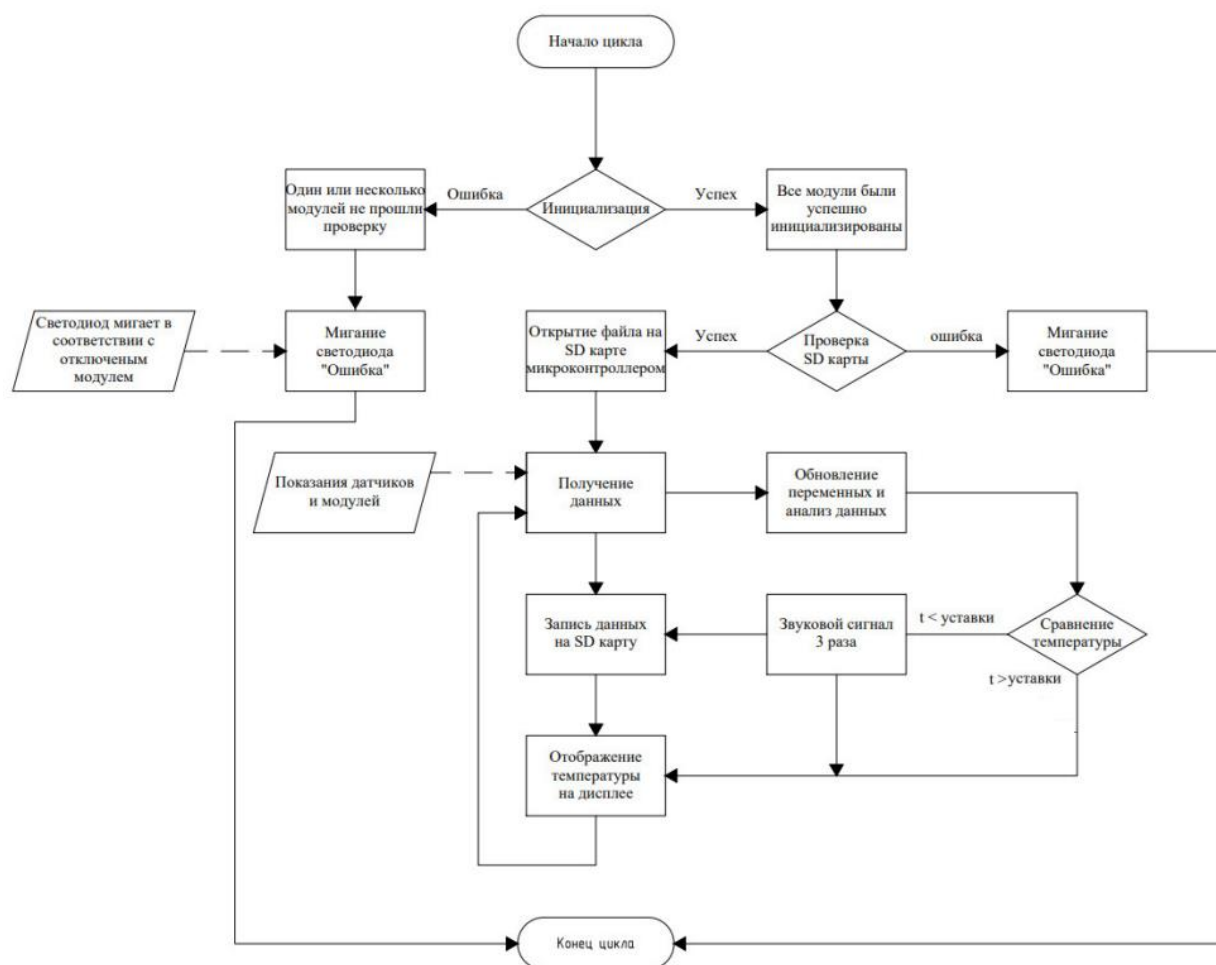 Начало цикла
Один или несколько
модулей не прошли
проверку
Ошибка
Инициализация
Успех
Все модули были
успешно
инициализированы
Светодиод мигает в
соответствии с
отключеным
модулем
Мигание
светодиода
"Ошибка"
Открытие файла на
SD карте
микроконтроллером
Успех
Проверка
SD карты
ошибка
Мигание
светодиода
"Ошибка"
Показания датчиков
и модулей
Получение
данных
Обновление
переменных и
анализ данных
Запись данных
на SD карту
Звуковой сигнал
3 раза
t < уставки
Сравнение
температуры
t >уставки
Отображение
температуры
на дисплее
Конец цикла